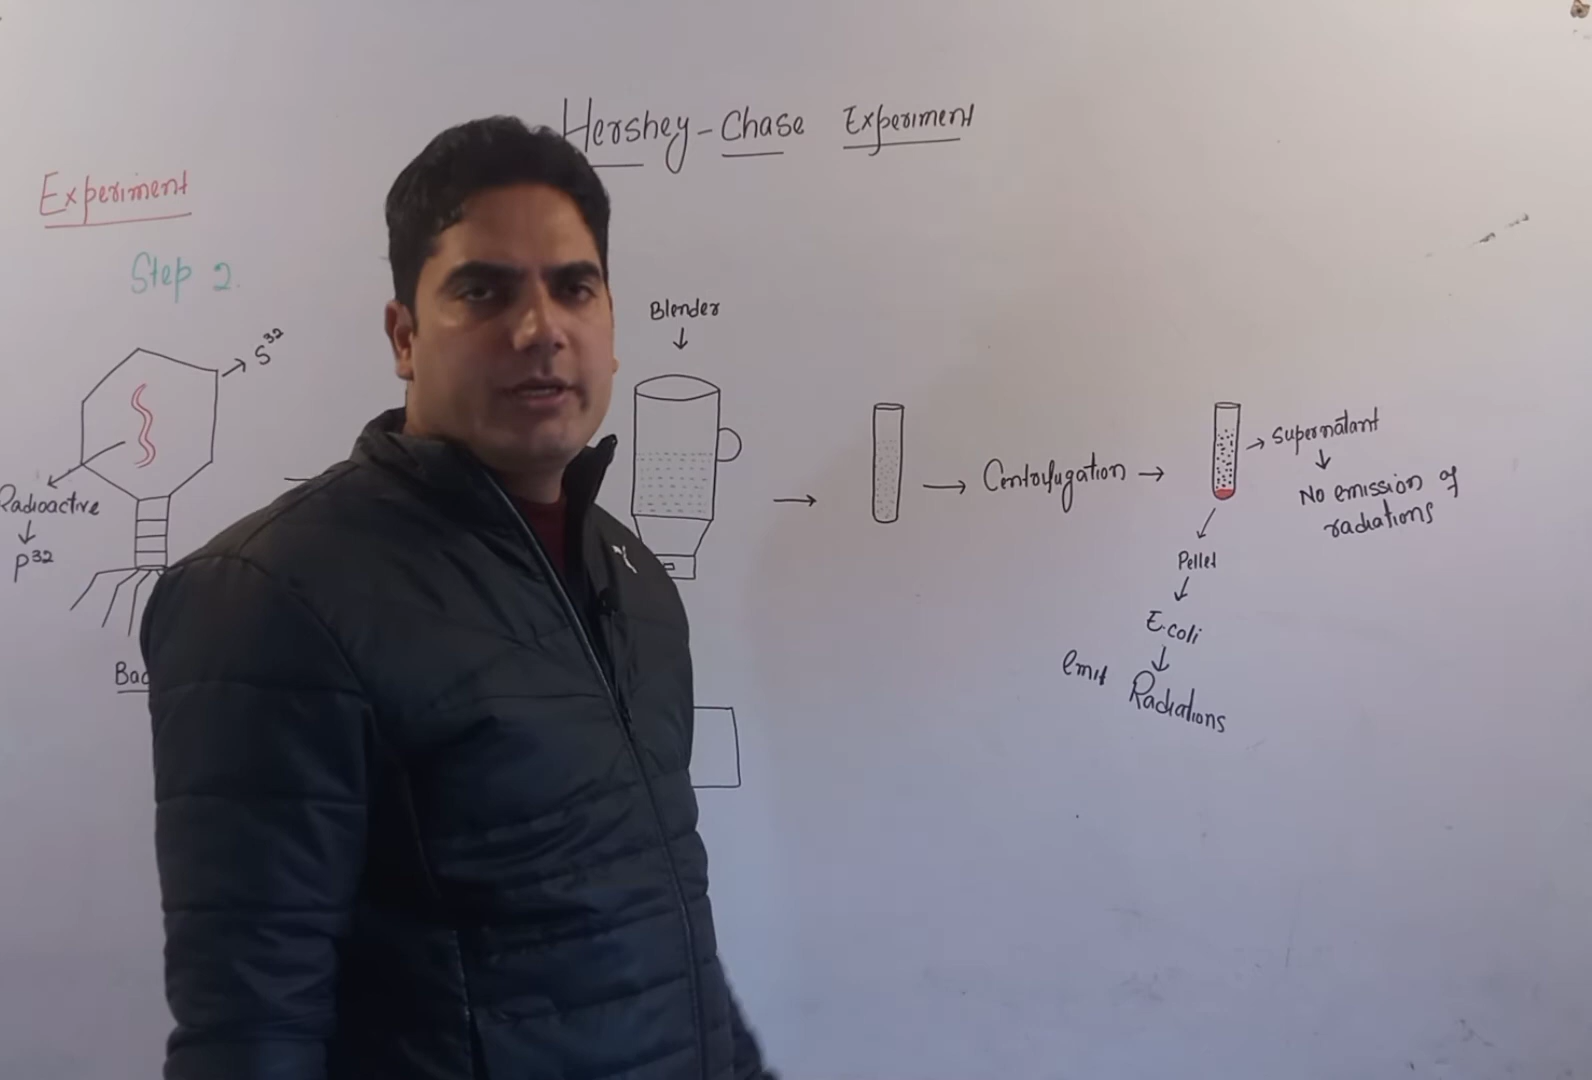 Hershey-Chase Experiment
Experiment
Step 2.
S32
Radioactive
P32
Blender
Centrifugation
Supernatant
No emission of
radiations
Pellet
E.coli
emit Radiations